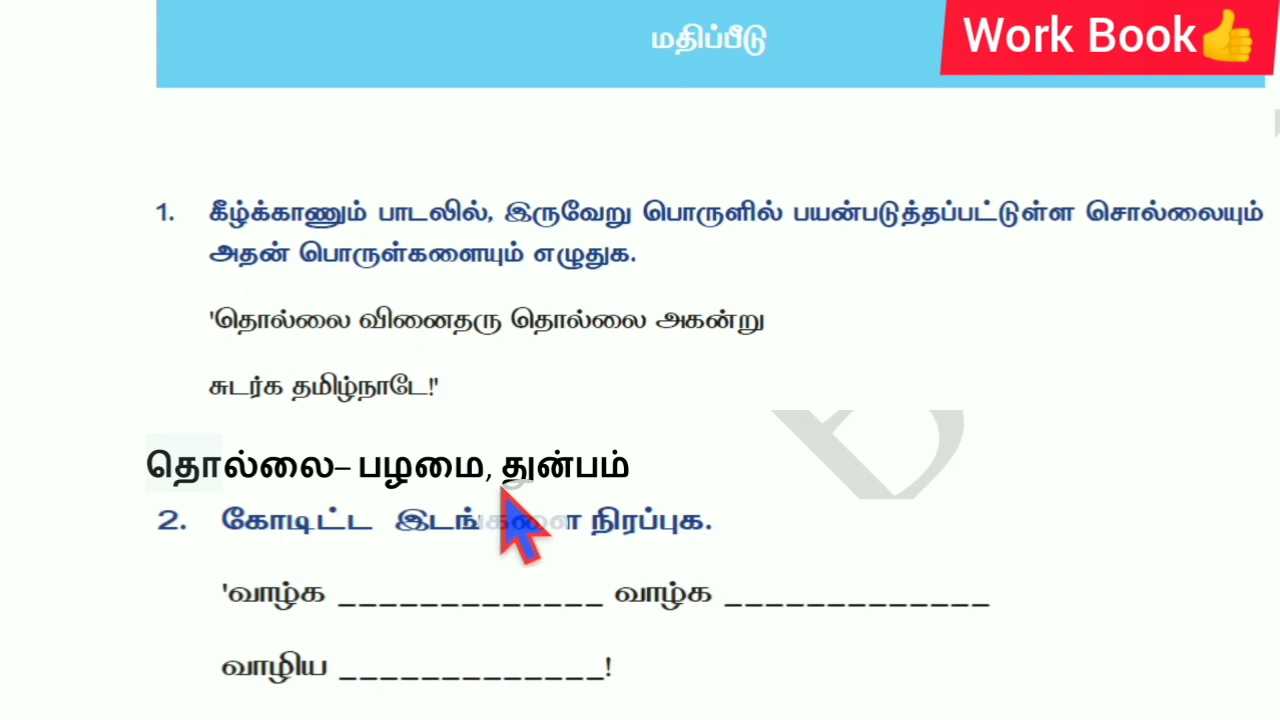 மதிப்பீடு
Work Book👍
1. கீழ்க்காணும் பாடலில், இருவேறு பொருளில் பயன்படுத்தப்பட்டுள்ள சொல்லையும்
அதன் பொருள்களையும் எழுதுக.
'தொல்லை வினைதரு தொல்லை அகன்று
சுடர்க தமிழ்நாடே!'
தொல்லை– பழமை, துன்பம்
2. கோடிட்ட இடங்களை நிரப்புக.
'வாழ்க _____________ வாழ்க _____________
வாழிய _____________!